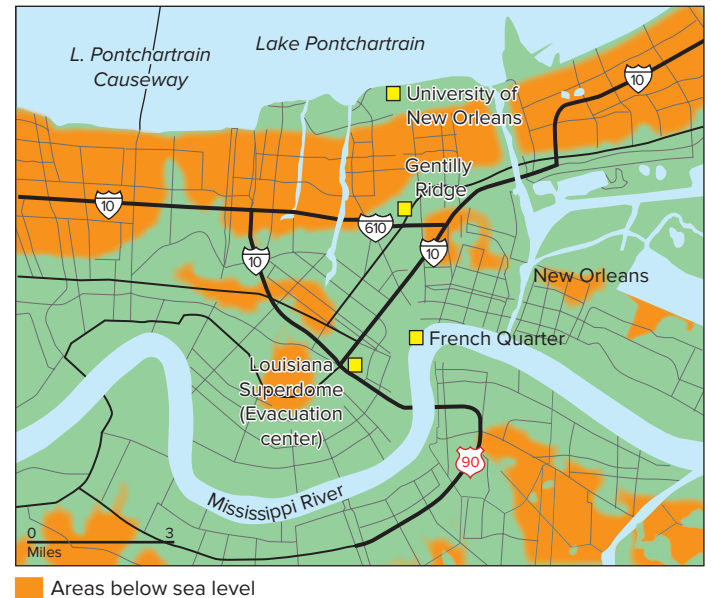 L. Pontchartrain
Causeway
Lake Pontchartrain
10
University of
New Orleans
Gentilly
Ridge
10
610
10
10
New Orleans
French Quarter
Louisiana
Superdome
(Evacuation
center)
90
Mississippi River
0 3
Miles
Areas below sea level